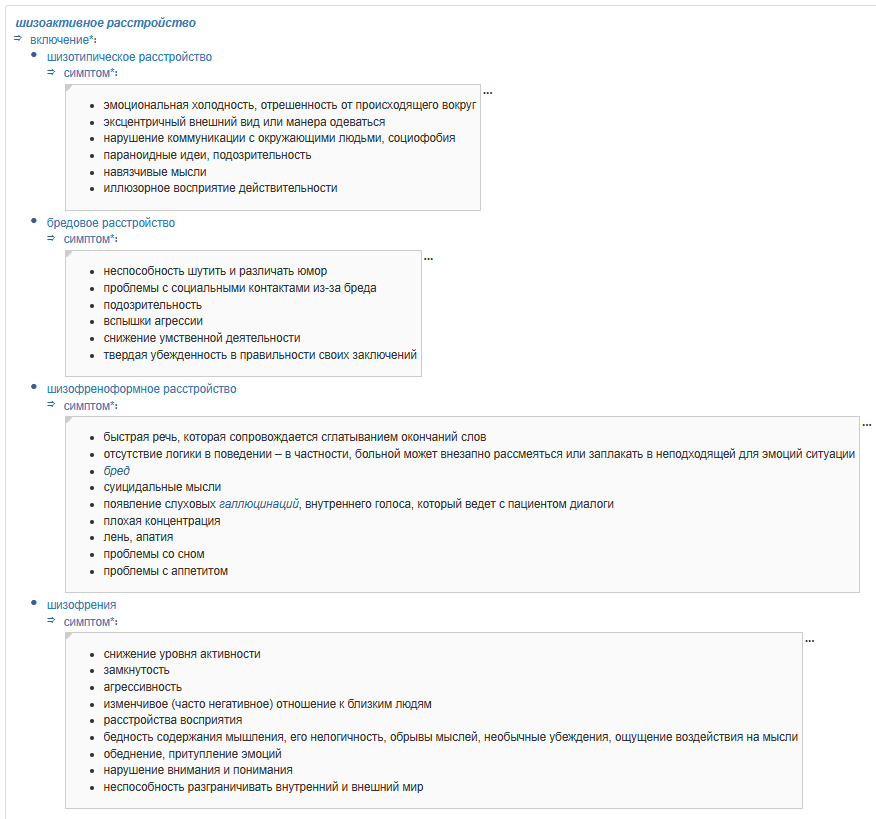 шизоактивное расстройство
⇒ включение*:
• шизотипическое расстройство
⇒ симптом*:
...
• эмоциональная холодность, отрешенность от происходящего вокруг
• эксцентричный внешний вид или манера одеваться
• нарушение коммуникации с окружающими людьми, социофобия
• параноидные идеи, подозрительность
• навязчивые мысли
• иллюзорное восприятие действительности
• бредовое расстройство
⇒ симптом*:
...
• неспособность шутить и различать юмор
• проблемы с социальными контактами из-за бреда
• подозрительность
• вспышки агрессии
• снижение умственной деятельности
• твердая убежденность в правильности своих заключений
• шизофреноформное расстройство
⇒ симптом*:
...
• быстрая речь, которая сопровождается сглатыванием окончаний слов
• отсутствие логики в поведении – в частности, больной может внезапно рассмеяться или заплакать в неподходящей для эмоций ситуации
• бред
• суицидальные мысли
• появление слуховых галлюцинаций, внутреннего голоса, который ведет с пациентом диалоги
• плохая концентрация
• лень, апатия
• проблемы со сном
• проблемы с аппетитом
• шизофрения
⇒ симптом*:
...
• снижение уровня активности
• замкнутость
• агрессивность
• изменчивое (часто негативное) отношение к близким людям
• расстройства восприятия
• бедность содержания мышления, его нелогичность, обрывы мыслей, необычные убеждения, ощущение воздействия на мысли
• обеднение, притупление эмоций
• нарушение внимания и понимания
• неспособность разграничивать внутренний и внешний мир